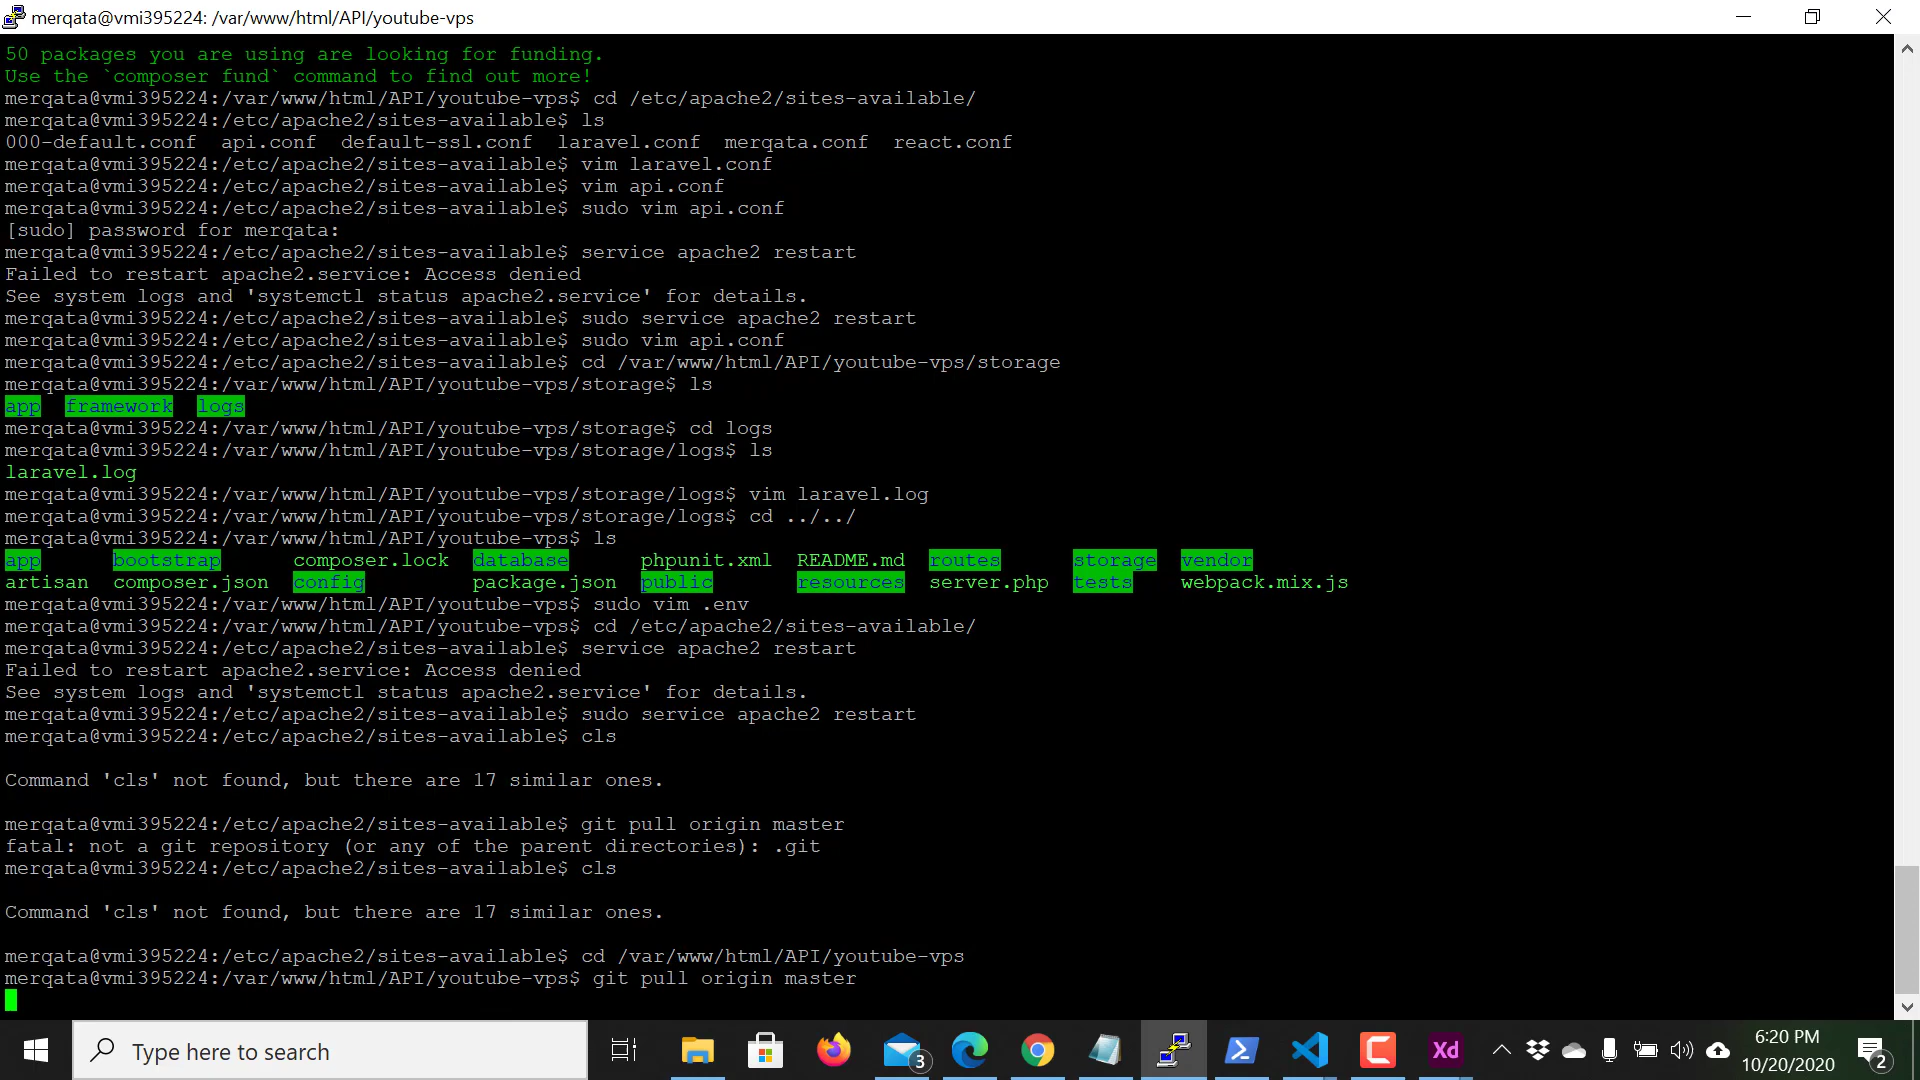 merqata@vmi395224: /var/www/html/API/youtube-vps
50 packages you are using are looking for funding.
Use the `composer fund` command to find out more!
merqata@vmi395224:/var/www/html/API/youtube-vps$ cd /etc/apache2/sites-available/
merqata@vmi395224:/etc/apache2/sites-available$ ls
000-default.conf  api.conf  default-ssl.conf  laravel.conf  merqata.conf  react.conf
merqata@vmi395224:/etc/apache2/sites-available$ vim laravel.conf
merqata@vmi395224:/etc/apache2/sites-available$ vim api.conf
merqata@vmi395224:/etc/apache2/sites-available$ sudo vim api.conf
[sudo] password for merqata:
merqata@vmi395224:/etc/apache2/sites-available$ service apache2 restart
Failed to restart apache2.service: Access denied
See system logs and 'systemctl status apache2.service' for details.
merqata@vmi395224:/etc/apache2/sites-available$ sudo service apache2 restart
merqata@vmi395224:/etc/apache2/sites-available$ sudo vim api.conf
merqata@vmi395224:/etc/apache2/sites-available$ cd /var/www/html/API/youtube-vps/storage
merqata@vmi395224:/var/www/html/API/youtube-vps/storage$ ls
app  framework  logs
merqata@vmi395224:/var/www/html/API/youtube-vps/storage$ cd logs
merqata@vmi395224:/var/www/html/API/youtube-vps/storage/logs$ ls
laravel.log
merqata@vmi395224:/var/www/html/API/youtube-vps/storage/logs$ vim laravel.log
merqata@vmi395224:/var/www/html/API/youtube-vps/storage/logs$ cd ../../
merqata@vmi395224:/var/www/html/API/youtube-vps$ ls
app      bootstrap      composer.lock  database      phpunit.xml  README.md  routes      storage  vendor
artisan  composer.json  config         package.json  public       resources  server.php  tests    webpack.mix.js
merqata@vmi395224:/var/www/html/API/youtube-vps$ sudo vim .env
merqata@vmi395224:/var/www/html/API/youtube-vps$ cd /etc/apache2/sites-available/
merqata@vmi395224:/etc/apache2/sites-available$ service apache2 restart
Failed to restart apache2.service: Access denied
See system logs and 'systemctl status apache2.service' for details.
merqata@vmi395224:/etc/apache2/sites-available$ sudo service apache2 restart
merqata@vmi395224:/etc/apache2/sites-available$ cls
Command 'cls' not found, but there are 17 similar ones.
merqata@vmi395224:/etc/apache2/sites-available$ git pull origin master
fatal: not a git repository (or any of the parent directories): .git
merqata@vmi395224:/etc/apache2/sites-available$ cls
Command 'cls' not found, but there are 17 similar ones.
merqata@vmi395224:/etc/apache2/sites-available$ cd /var/www/html/API/youtube-vps
merqata@vmi395224:/var/www/html/API/youtube-vps$ git pull origin master
Type here to search
3
Xd
6:20 PM
10/20/2020
2